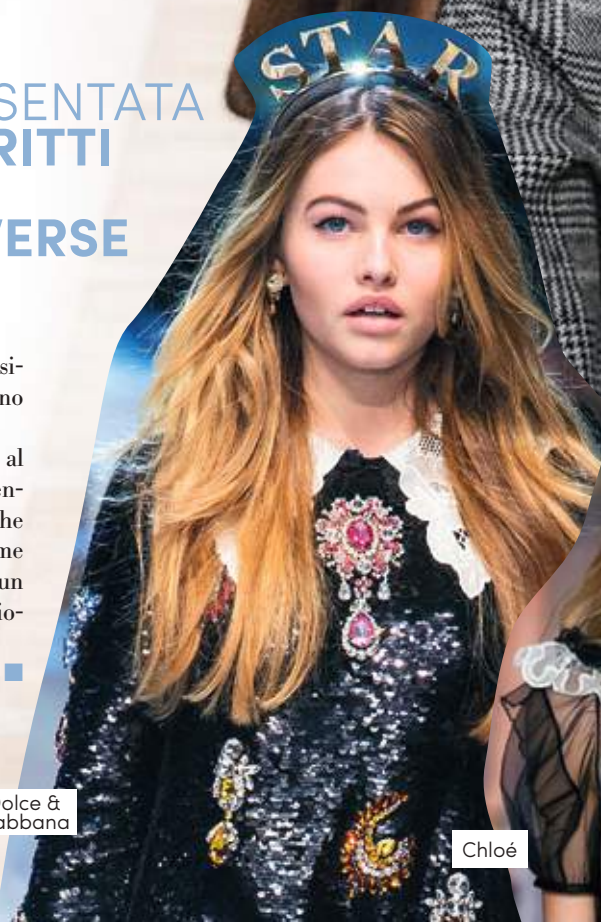 STAR
SENTATA
RITTI
VERSE
si-
no
al
en-
he
me
un
io-
olce &
abbana
Chloé